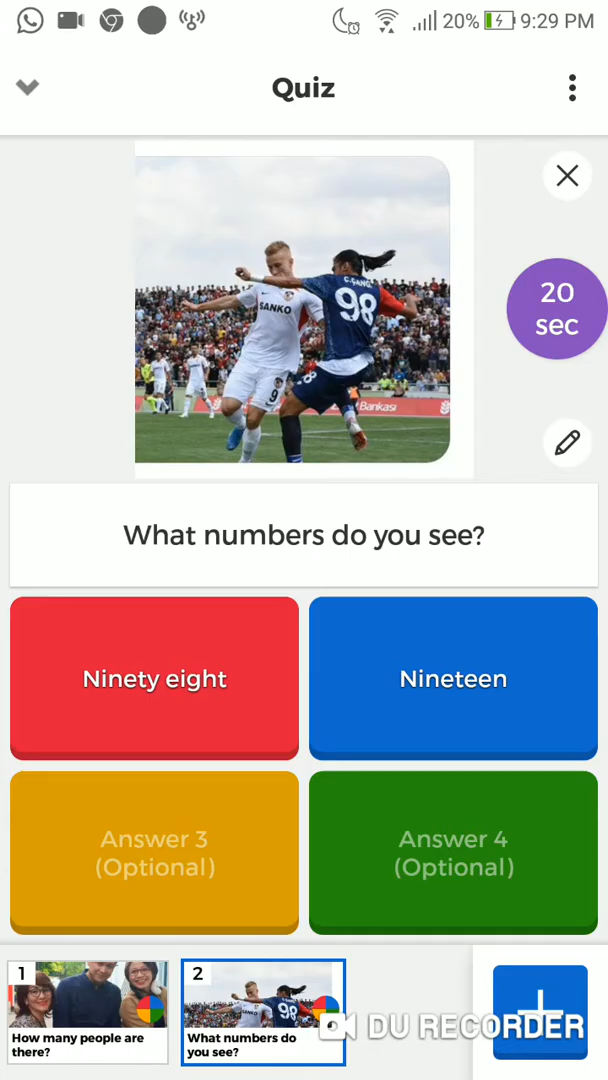 20% 9:29 PM
Quiz
C.SANG
98
SANKO
9
8
Bankası
20
sec
What numbers do you see?
Ninety eight
Nineteen
Answer 3
(Optional)
Answer 4
(Optional)
1
How many people are
there?
2
98
What numbers do
you see?
DU RECORDER